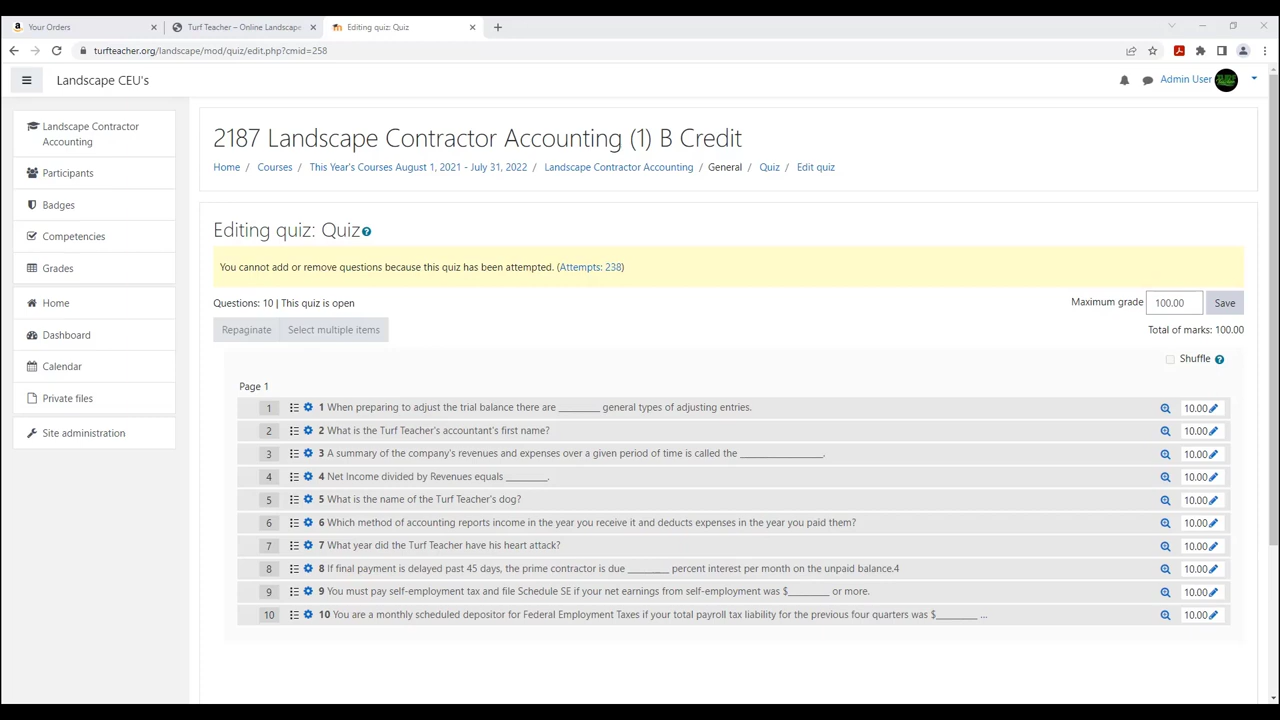 Your Orders
Turf Teacher – Online Landscape
Editing quiz: Quiz
turfteacher.org/landscape/mod/quiz/edit.php?cmid=258
Landscape CEU's
Admin User
Landscape Contractor
Accounting
Participants
Badges
Competencies
Grades
Home
Dashboard
Calendar
Private files
Site administration
2187 Landscape Contractor Accounting (1) B Credit
Home / Courses / This Year's Courses August 1, 2021 - July 31, 2022 / Landscape Contractor Accounting / General / Quiz / Edit quiz
Editing quiz: Quiz
You cannot add or remove questions because this quiz has been attempted. (Attempts: 238)
Questions: 10 | This quiz is open
Maximum grade 100.00 Save
Repaginate Select multiple items
Total of marks: 100.00
Shuffle
Page 1
1 1 When preparing to adjust the trial balance there are _________ general types of adjusting entries. 10.00
2 2 What is the Turf Teacher's accountant's first name? 10.00
3 3 A summary of the company's revenues and expenses over a given period of time is called the __________________. 10.00
4 4 Net Income divided by Revenues equals _________. 10.00
5 5 What is the name of the Turf Teacher's dog? 10.00
6 6 Which method of accounting reports income in the year you receive it and deducts expenses in the year you paid them? 10.00
7 7 What year did the Turf Teacher have his heart attack? 10.00
8 8 If final payment is delayed past 45 days, the prime contractor is due _________ percent interest per month on the unpaid balance.4 10.00
9 9 You must pay self-employment tax and file Schedule SE if your net earnings from self-employment was $_________ or more. 10.00
10 10 You are a monthly scheduled depositor for Federal Employment Taxes if your total payroll tax liability for the previous four quarters was $_________ ... 10.00